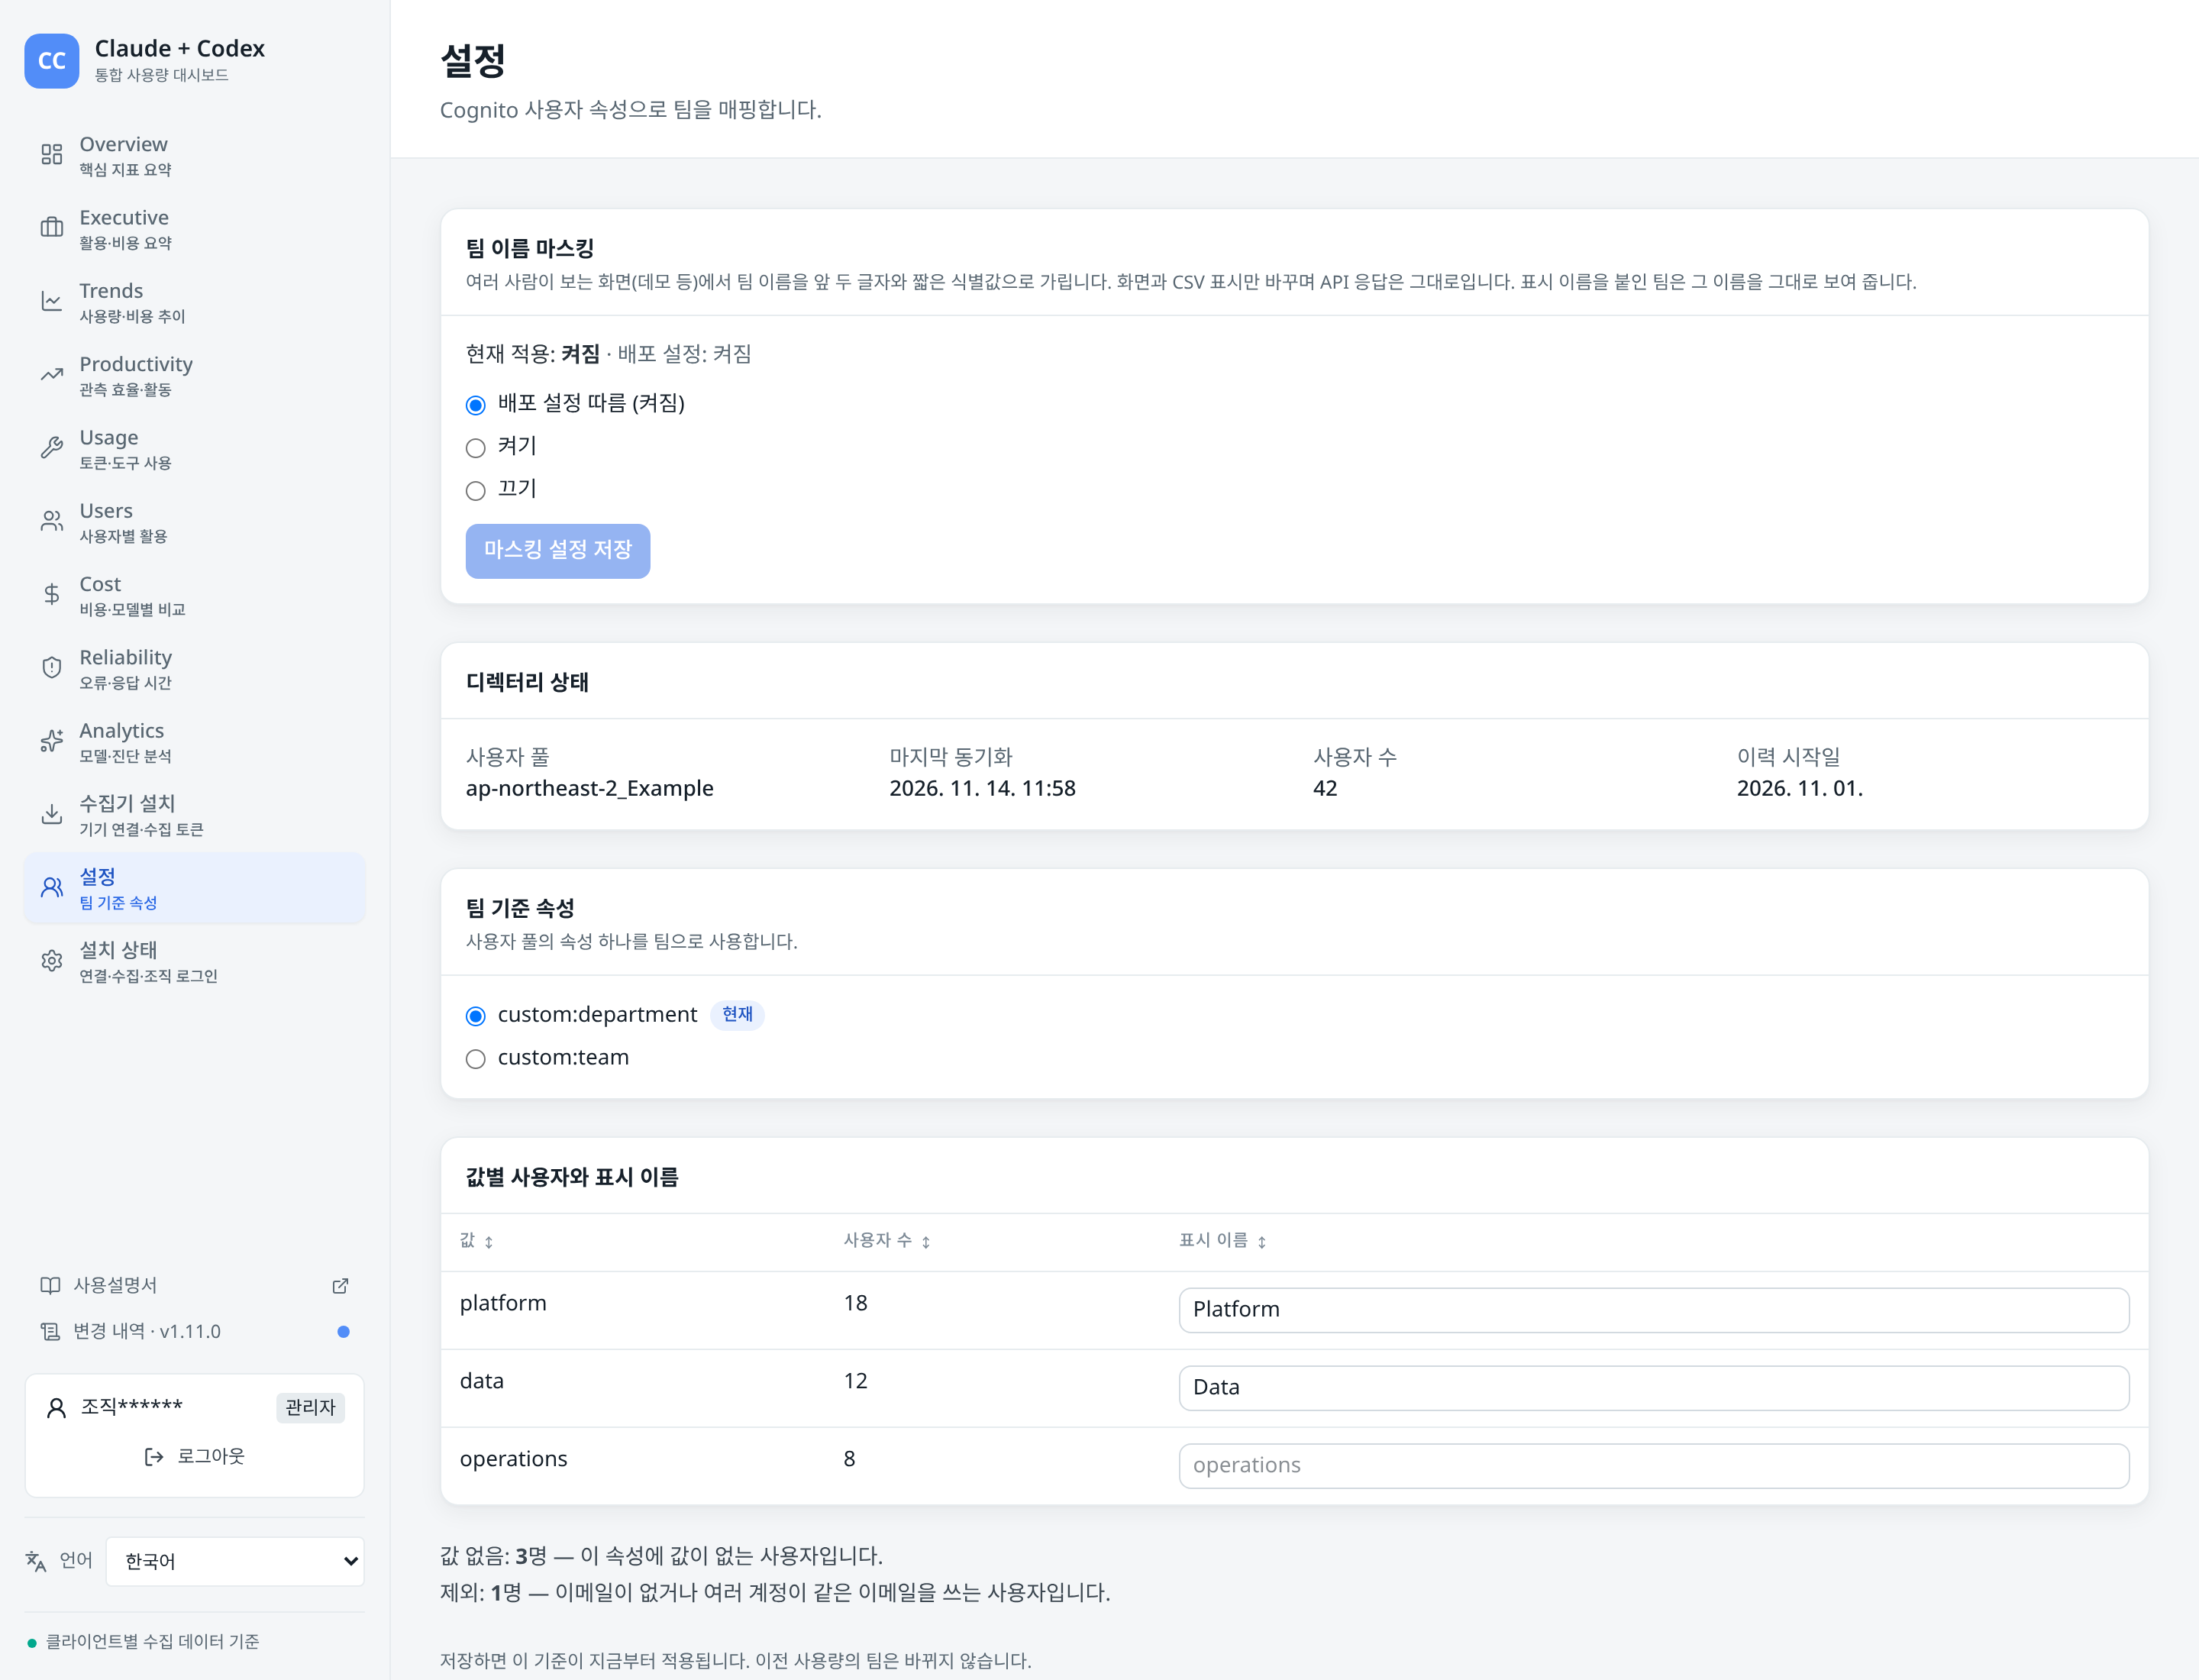 CC
Claude + Codex
통합 사용량 대시보드
Overview
핵심 지표 요약
Executive
활용·비용 요약
Trends
사용량·비용 추이
Productivity
관측 효율·활동
Usage
토큰·도구 사용
Users
사용자별 활용
Cost
비용·모델별 비교
Reliability
오류·응답 시간
Analytics
모델·진단 분석
수집기 설치
기기 연결·수집 토큰
설정
팀 기준 속성
설치 상태
연결·수집·조직 로그인
사용설명서
변경 내역 · v1.11.0
조직****** 관리자
로그아웃
언어 한국어
클라이언트별 수집 데이터 기준
설정
Cognito 사용자 속성으로 팀을 매핑합니다.
팀 이름 마스킹
여러 사람이 보는 화면(데모 등)에서 팀 이름을 앞 두 글자와 짧은 식별값으로 가립니다. 화면과 CSV 표시만 바꾸며 API 응답은 그대로입니다. 표시 이름을 붙인 팀은 그 이름을 그대로 보여 줍니다.
현재 적용: 켜짐 · 배포 설정: 켜짐
배포 설정 따름 (켜짐)
켜기
끄기
마스킹 설정 저장
디렉터리 상태
사용자 풀 마지막 동기화 사용자 수 이력 시작일
ap-northeast-2_Example 2026. 11. 14. 11:58 42 2026. 11. 01.
팀 기준 속성
사용자 풀의 속성 하나를 팀으로 사용합니다.
custom:department 현재
custom:team
값별 사용자와 표시 이름
값 사용자 수 표시 이름
platform 18 Platform
data 12 Data
operations 8 operations
값 없음: 3명 — 이 속성에 값이 없는 사용자입니다.
제외: 1명 — 이메일이 없거나 여러 계정이 같은 이메일을 쓰는 사용자입니다.
저장하면 이 기준이 지금부터 적용됩니다. 이전 사용량의 팀은 바뀌지 않습니다.